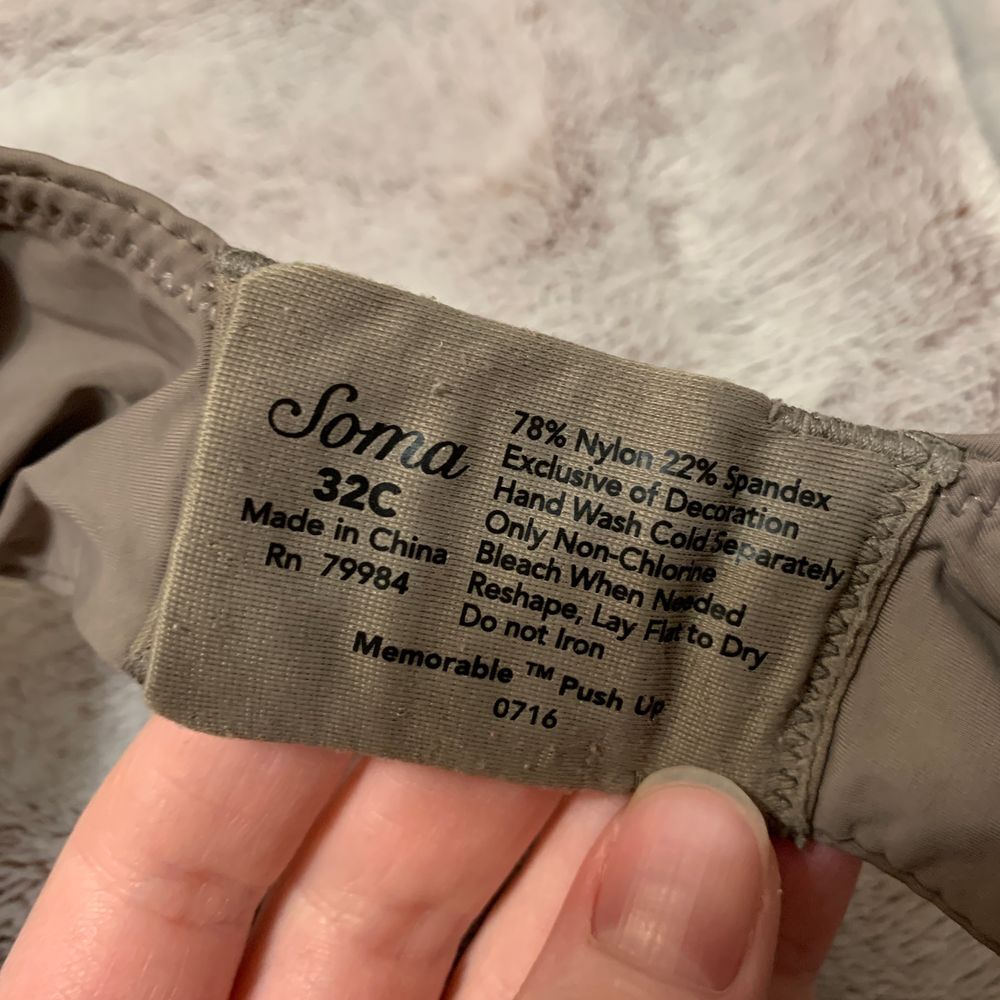 Soma
32C
Made in China
Rn 79984
78% Nylon 22% Spandex
Exclusive of Decoration
Hand Wash Cold Separately
Only Non-Chlorine
Bleach When Needed
Reshape, Lay Flat to Dry
Do not Iron
Memorable ™ Push Up
0716